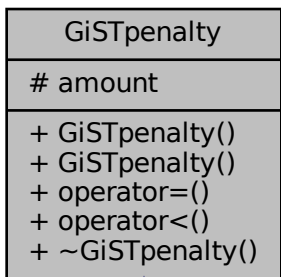 GiSTpenalty
# amount
+ GiSTpenalty()
+ GiSTpenalty()
+ operator=()
+ operator<()
+ ~GiSTpenalty()